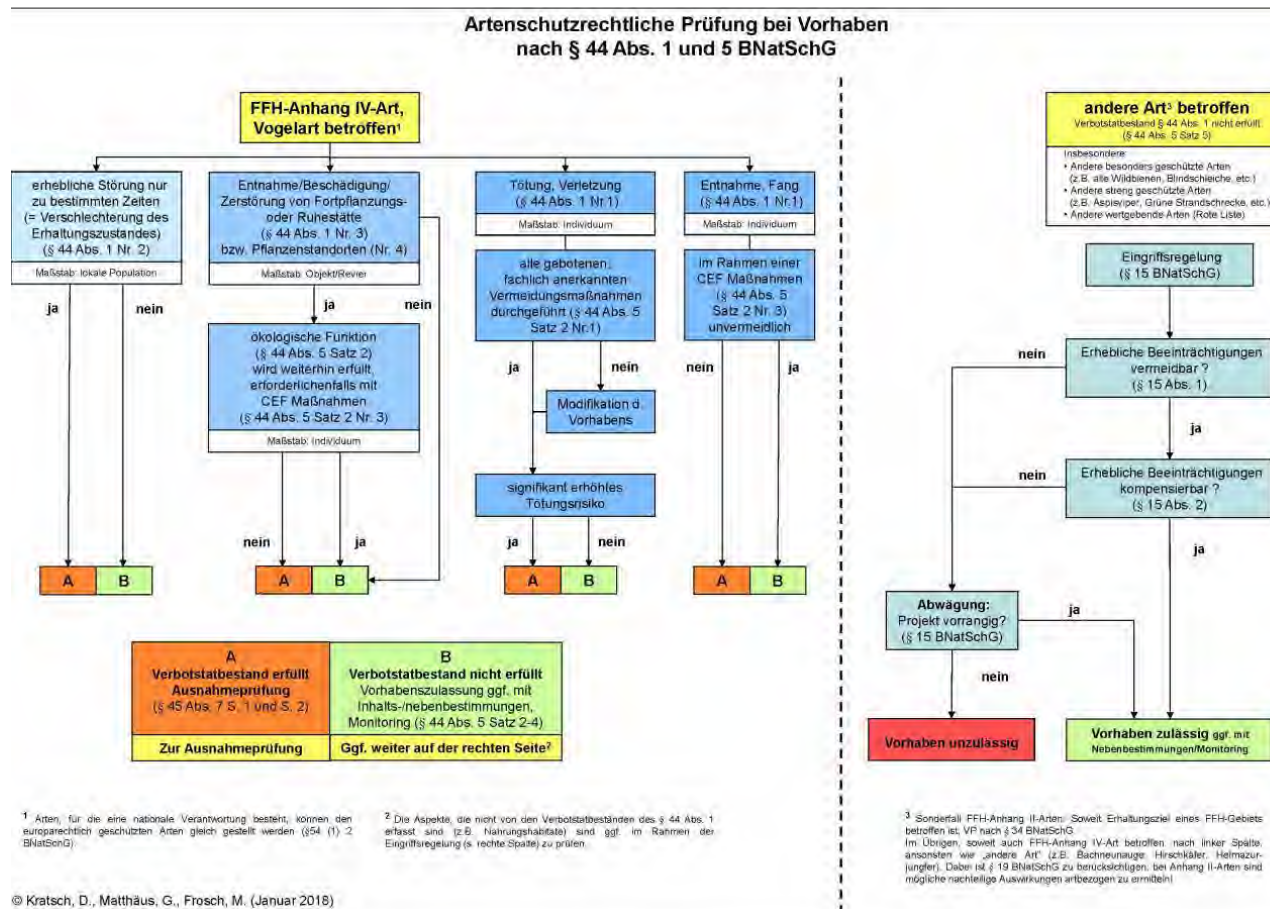 Artenschutzrechtliche Prüfung bei Vorhaben
nach § 44 Abs. 1 und 5 BNatSchG
FFH-Anhang IV-Art,
Vogelart betroffen¹
erhebliche Störung nur
zu bestimmten Zeiten
(= Verschlechterung des
Erhaltungszustandes)
(§ 44 Abs. 1 Nr. 2)
Maßstab: lokale Population
ja
nein
Entnahme/Beschädigung/
Zerstörung von Fortpflanzungs-
oder Ruhestätte
(§ 44 Abs. 1 Nr. 3)
bzw. Pflanzenstandorten (Nr. 4)
Maßstab: Objekt/Revier
ja
nein
ökologische Funktion
(§ 44 Abs. 5 Satz 2)
wird weiterhin erfüllt,
erforderlichenfalls mit
CEF Maßnahmen
(§ 44 Abs. 5 Satz 2 Nr. 3)
Maßstab: Individuum
nein
ja
Tötung, Verletzung
(§ 44 Abs. 1 Nr.1)
Maßstab: Individuum
alle gebotenen,
fachlich anerkannten
Vermeidungsmaßnahmen
durchgeführt (§ 44 Abs. 5
Satz 2 Nr.1)
ja
nein
Modifikation d.
Vorhabens
signifikant erhöhtes
Tötungsrisiko
ja
nein
Entnahme, Fang
(§ 44 Abs. 1 Nr.1)
Maßstab: Individuum
im Rahmen einer
CEF Maßnahmen
(§ 44 Abs. 5
Satz 2 Nr. 3)
unvermeidlich
nein
ja
A B
A B
A B
A B
A
Verbotstatbestand erfüllt
Ausnahmeprüfung
(§ 45 Abs. 7 S. 1 und S. 2)
Zur Ausnahmeprüfung
B
Verbotstatbestand nicht erfüllt
Vorhabenszulassung ggf. mit
Inhalts-/nebenbestimmungen,
Monitoring (§ 44 Abs. 5 Satz 2-4)
Ggf. weiter auf der rechten Seite²
¹ Arten, für die eine nationale Verantwortung besteht, können den
europarechtlich geschützten Arten gleich gestellt werden (§54 (1) 2
BNatSchG)
² Die Aspekte, die nicht von den Verbotstatbeständen des § 44 Abs. 1
erfasst sind (z.B. Nahrungshabitate) sind ggf. im Rahmen der
Eingriffsregelung (s. rechte Spalte) zu prüfen.
© Kratsch, D., Matthäus, G., Frosch, M. (Januar 2018)
andere Art³ betroffen
Verbotstatbestand § 44 Abs. 1 nicht erfüllt
(§ 44 Abs. 5 Satz 5)
Insbesondere
• Andere besonders geschützte Arten
(z.B. alle Wildbienen, Blindschleiche, etc.)
• Andere streng geschützte Arten
(z.B. Aspisviper, Grüne Strandschrecke, etc.)
• Andere wertgebende Arten (Rote Liste)
Eingriffsregelung
(§ 15 BNatSchG)
nein
Erhebliche Beeinträchtigungen
vermeidbar ?
(§ 15 Abs. 1)
ja
nein
Erhebliche Beeinträchtigungen
kompensierbar ?
(§ 15 Abs. 2)
ja
Abwägung:
Projekt vorrangig?
(§ 15 BNatSchG)
ja
nein
Vorhaben unzulässig
Vorhaben zulässig ggf. mit
Nebenbestimmungen/Monitoring
³ Sonderfall FFH-Anhang II-Arten: Soweit Erhaltungsziel eines FFH-Gebiets
betroffen ist, VP nach § 34 BNatSchG
Im Übrigen, soweit auch FFH-Anhang IV-Art betroffen, nach linker Spalte,
ansonsten wie „andere Art" (z.B. Bachneunauge, Hirschkäfer, Helmazur-
jungfer). Dabei ist § 19 BNatSchG zu berücksichtigen, bei Anhang II-Arten sind
mögliche nachteilige Auswirkungen artbezogen zu ermitteln!